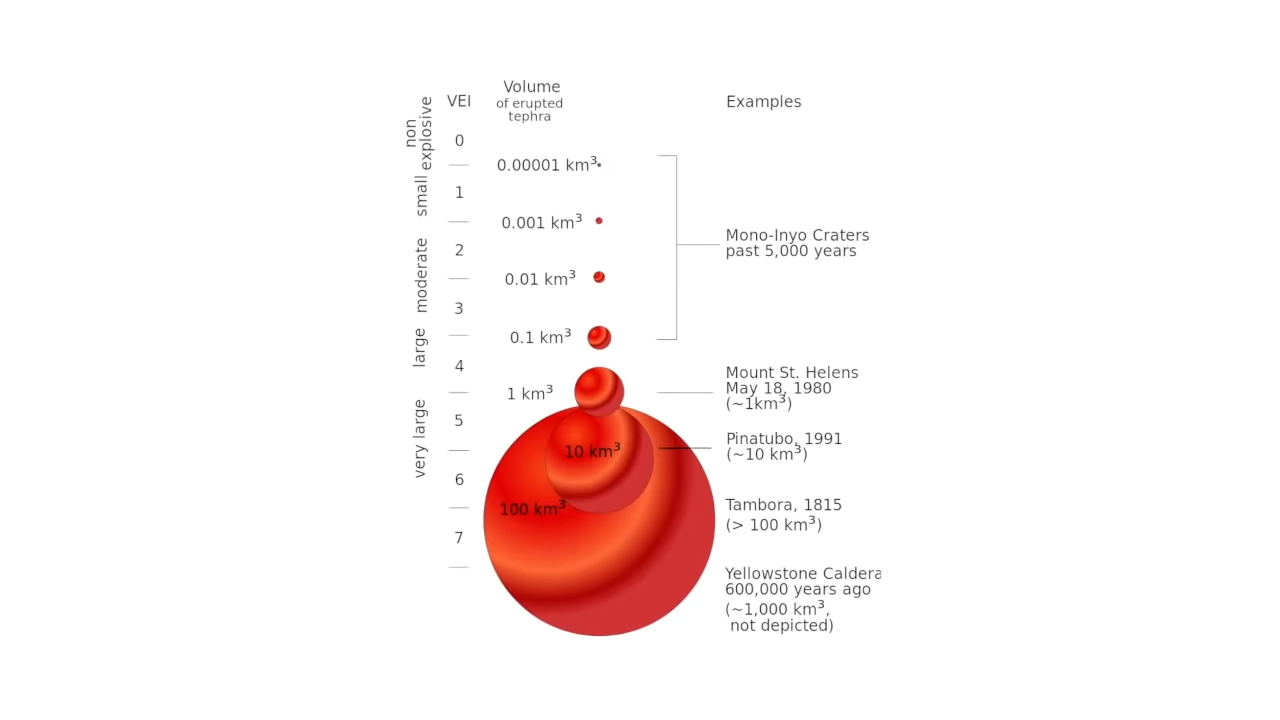 VEI
Volume
of erupted
tephra
Examples
non
explosive
small
moderate
large
very large
0
1
2
3
4
5
6
7
0.00001 km³
0.001 km³
0.01 km³
0.1 km³
1 km³
10 km³
100 km³
Mono-Inyo Craters
past 5,000 years
Mount St. Helens
May 18, 1980
(~1km³)
Pinatubo, 1991
(~10 km³)
Tambora, 1815
(> 100 km³)
Yellowstone Caldera
600,000 years ago
(~1,000 km³,
not depicted)